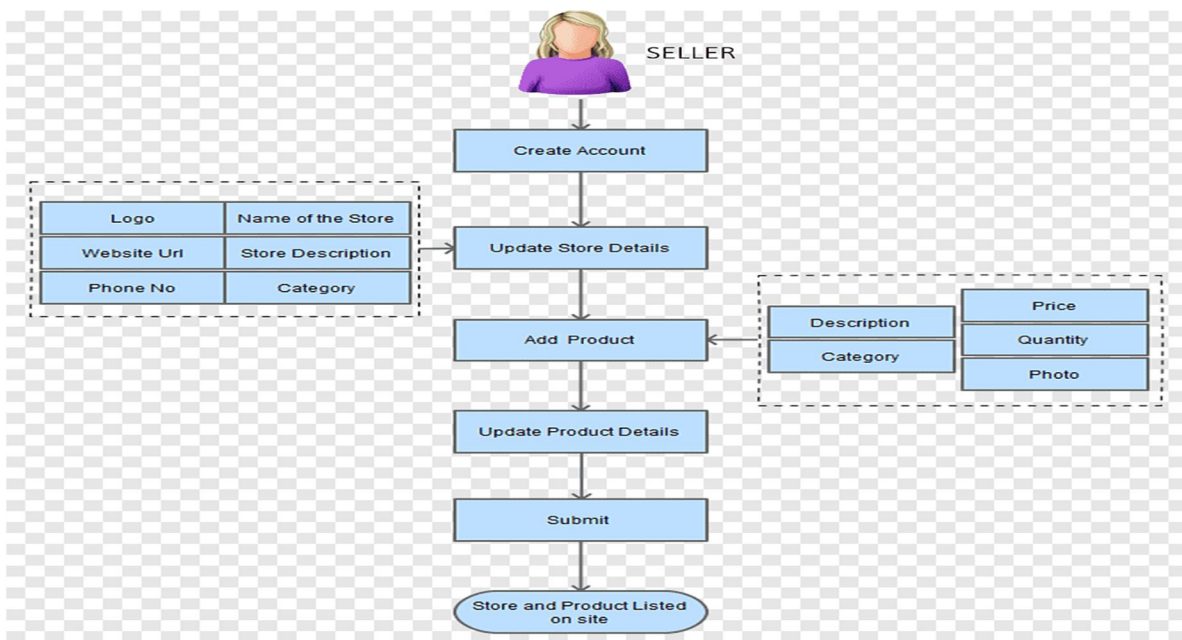 SELLER
Create Account
Logo
Name of the Store
Website Url
Store Description
Phone No
Category
Update Store Details
Add Product
Description
Category
Price
Quantity
Photo
Update Product Details
Submit
Store and Product Listed
on site